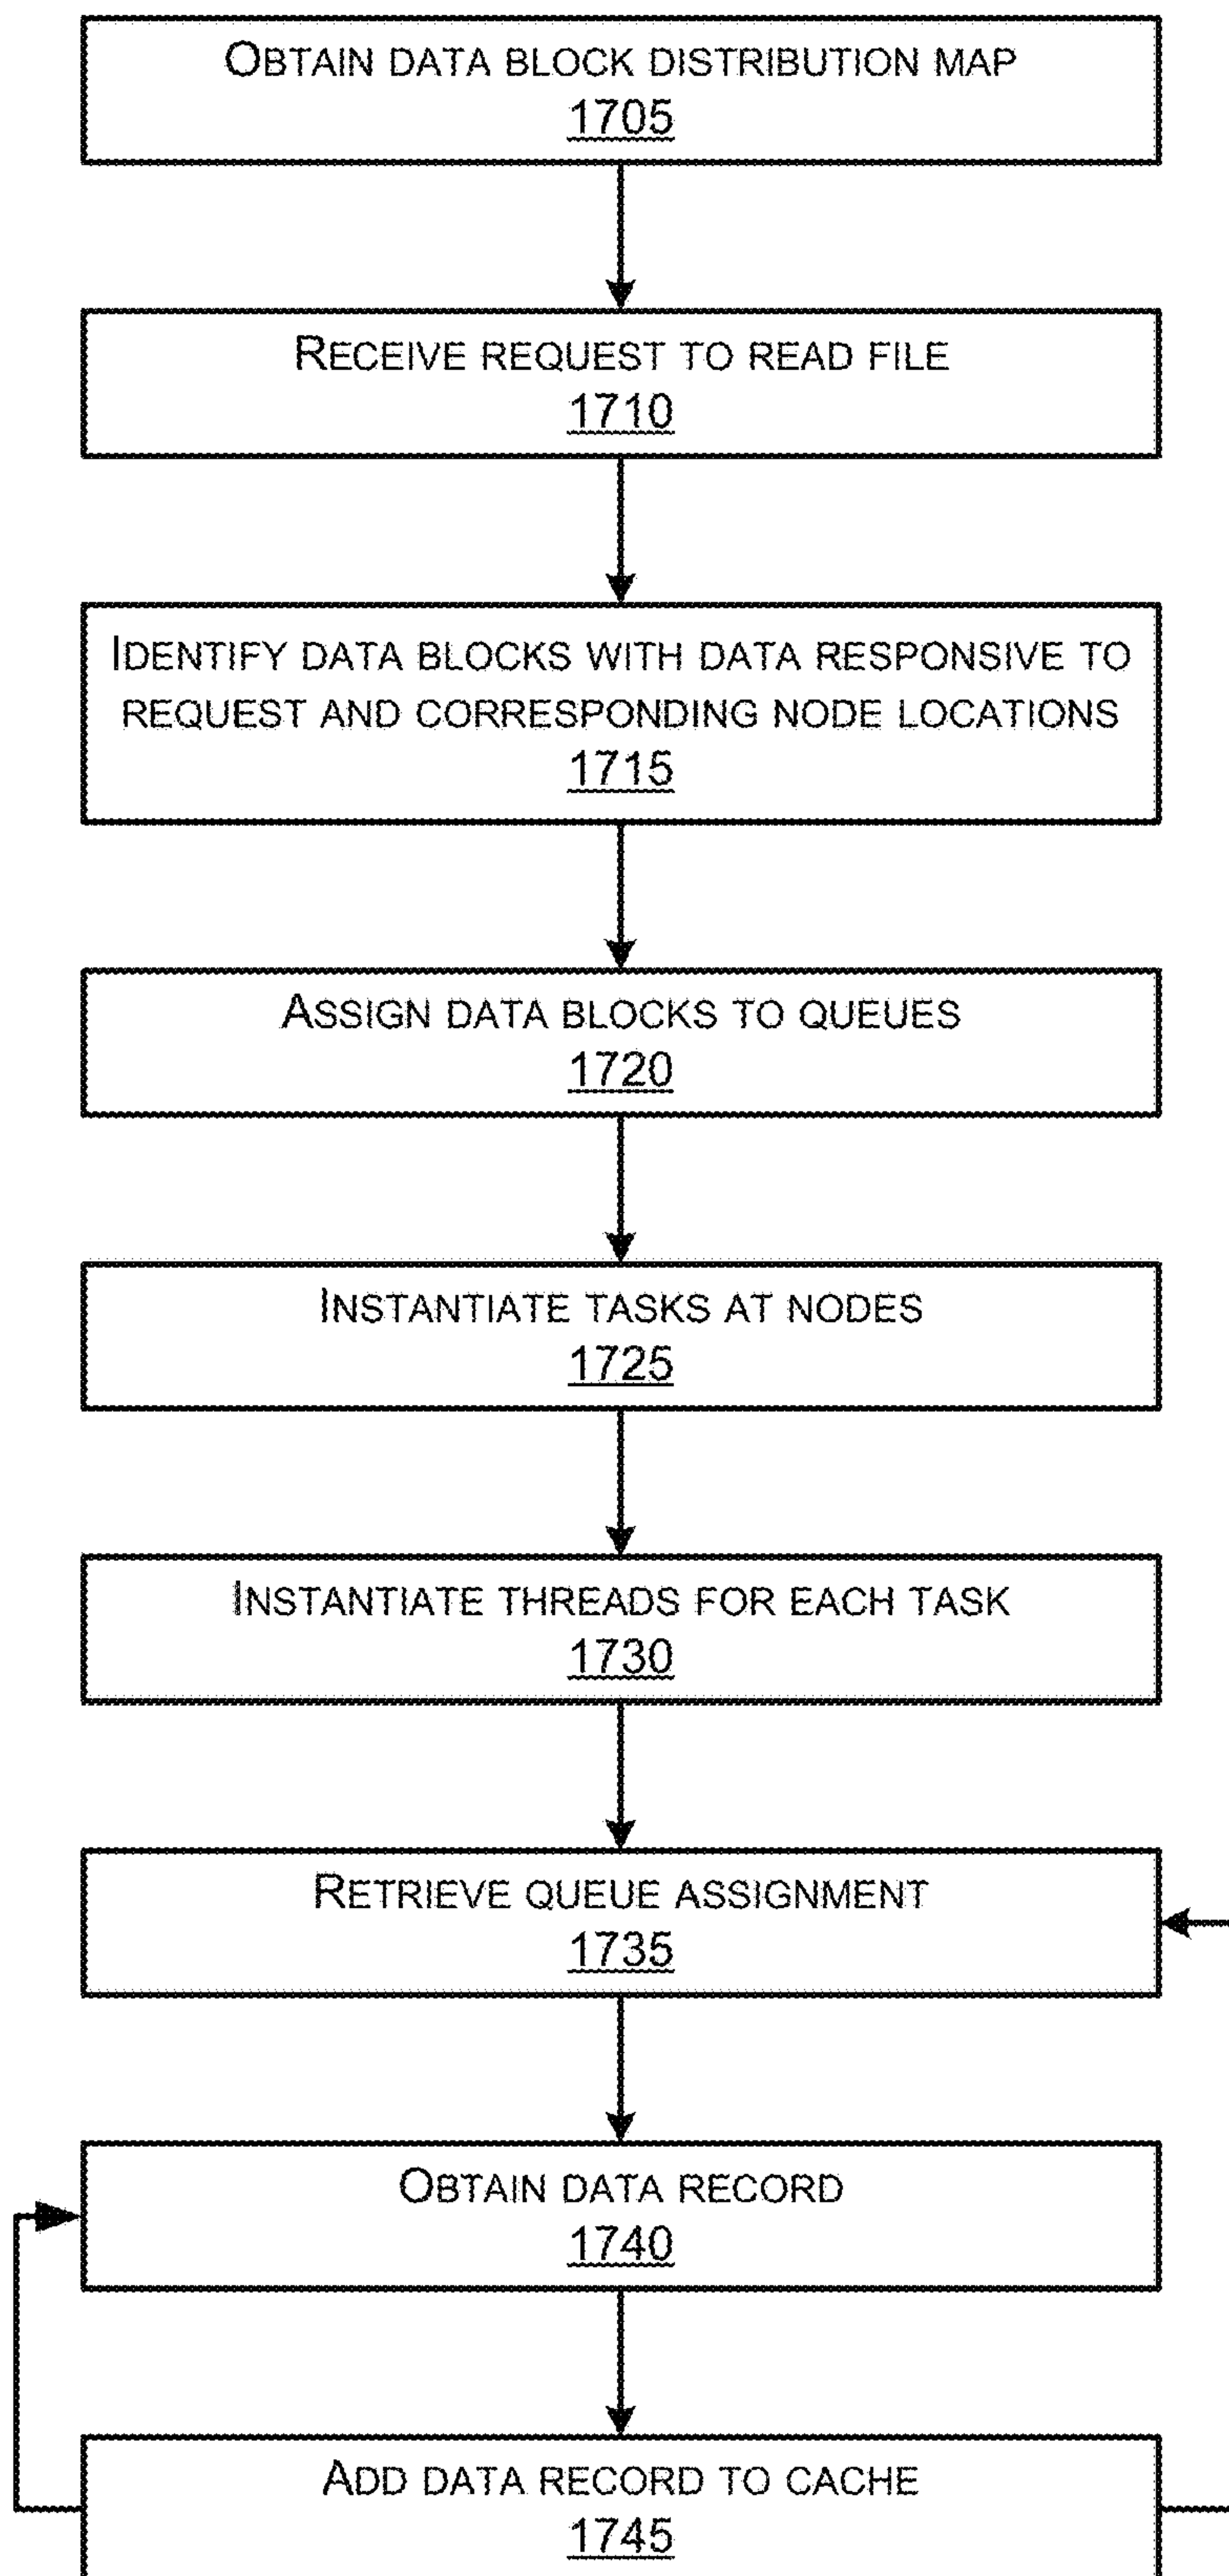 OBTAIN DATA BLOCK DISTRIBUTION MAP
1705
RECEIVE REQUEST TO READ FILE
1710
IDENTIFY DATA BLOCKS WITH DATA RESPONSIVE TO
REQUEST AND CORRESPONDING NODE LOCATIONS
1715
ASSIGN DATA BLOCKS TO QUEUES
1720
INSTANTIATE TASKS AT NODES
1725
INSTANTIATE THREADS FOR EACH TASK
1730
RETRIEVE QUEUE ASSIGNMENT
1735
OBTAIN DATA RECORD
1740
ADD DATA RECORD TO CACHE
1745